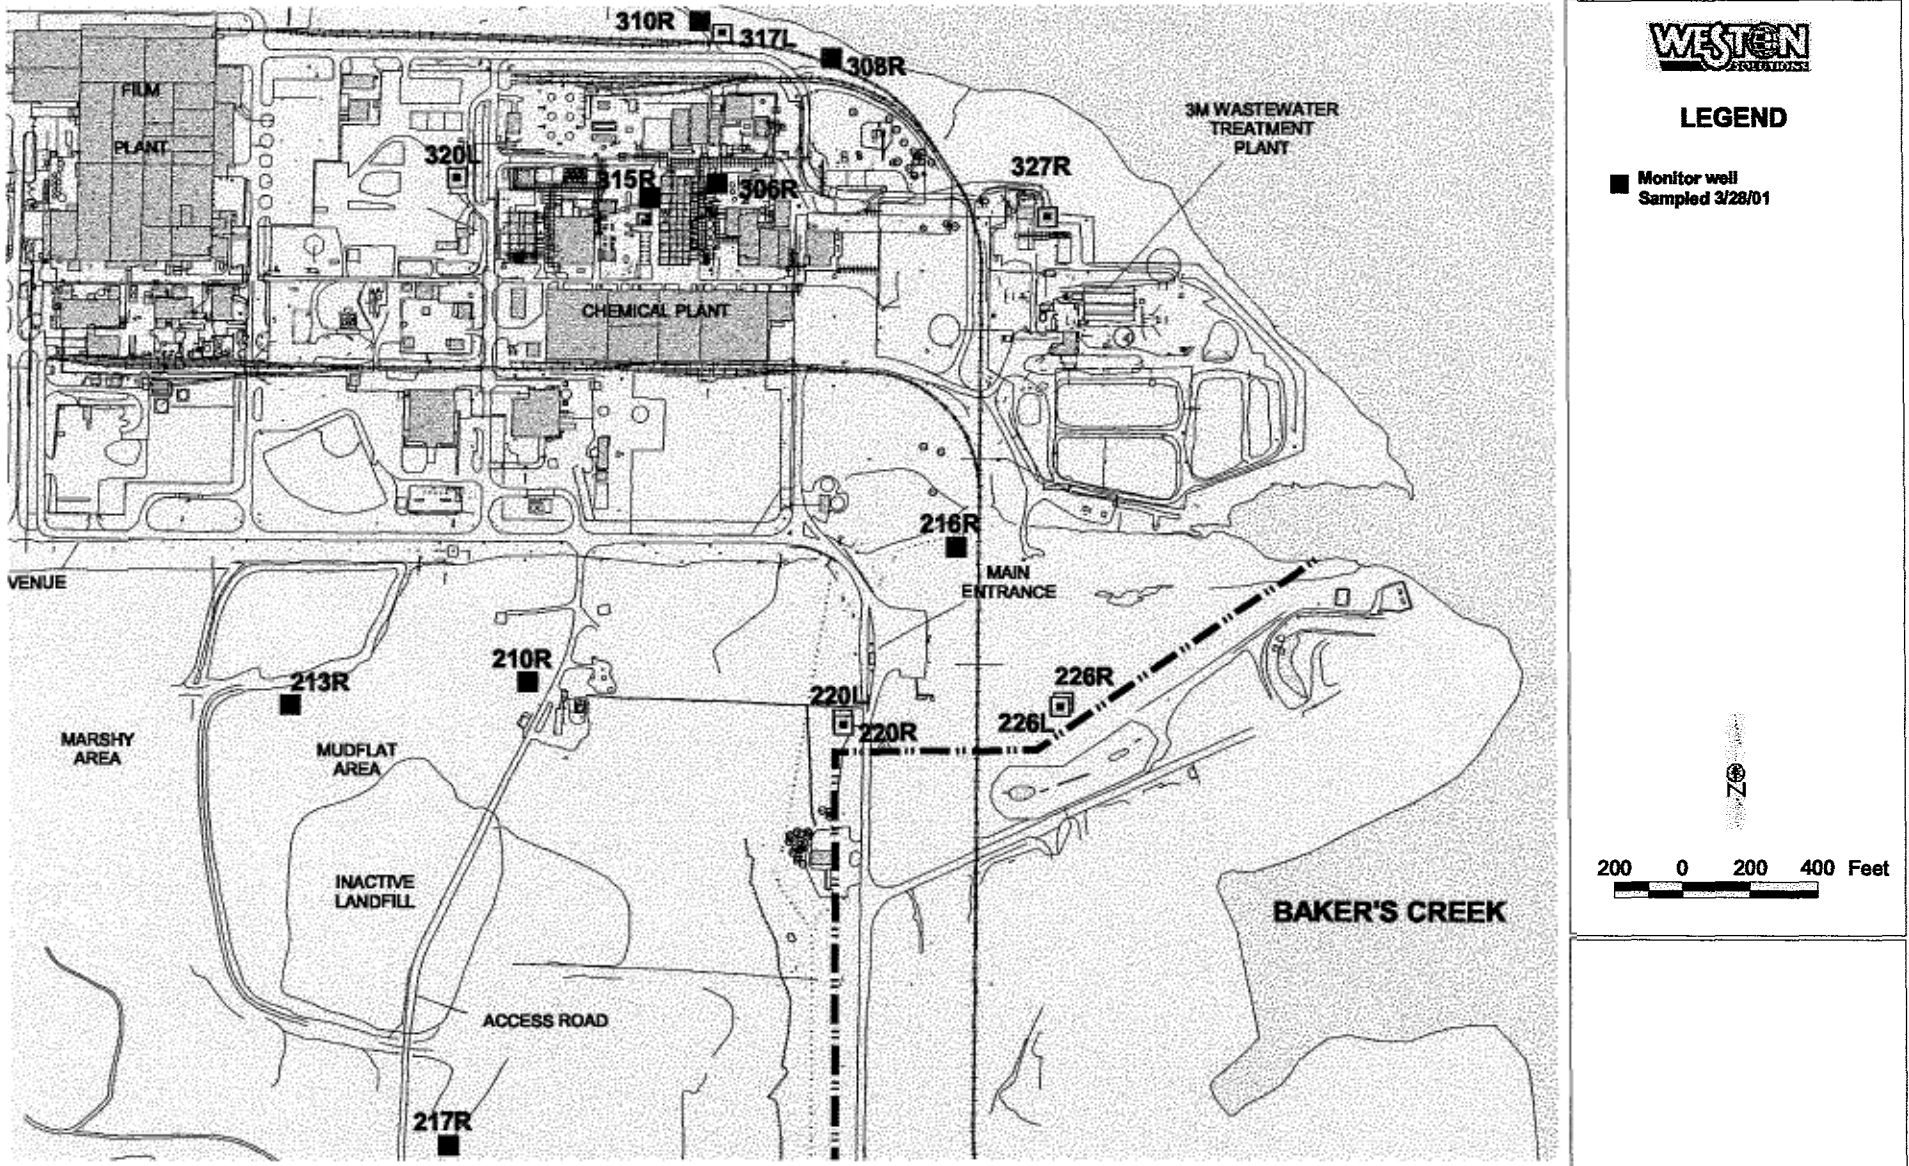 310R
317L
308R
FILM
PLANT
320L
315R
306R
3M WASTEWATER
TREATMENT
PLANT
327R
CHEMICAL PLANT
216R
MAIN
ENTRANCE
VENUE
213R
210R
220L
220R
226R
226L
MARSHY
AREA
MUDFLAT
AREA
INACTIVE
LANDFILL
ACCESS ROAD
BAKER'S CREEK
217R
WESTON
SOLUTIONS
LEGEND
Monitor well
Sampled 3/28/01
N
200 0 200 400 Feet